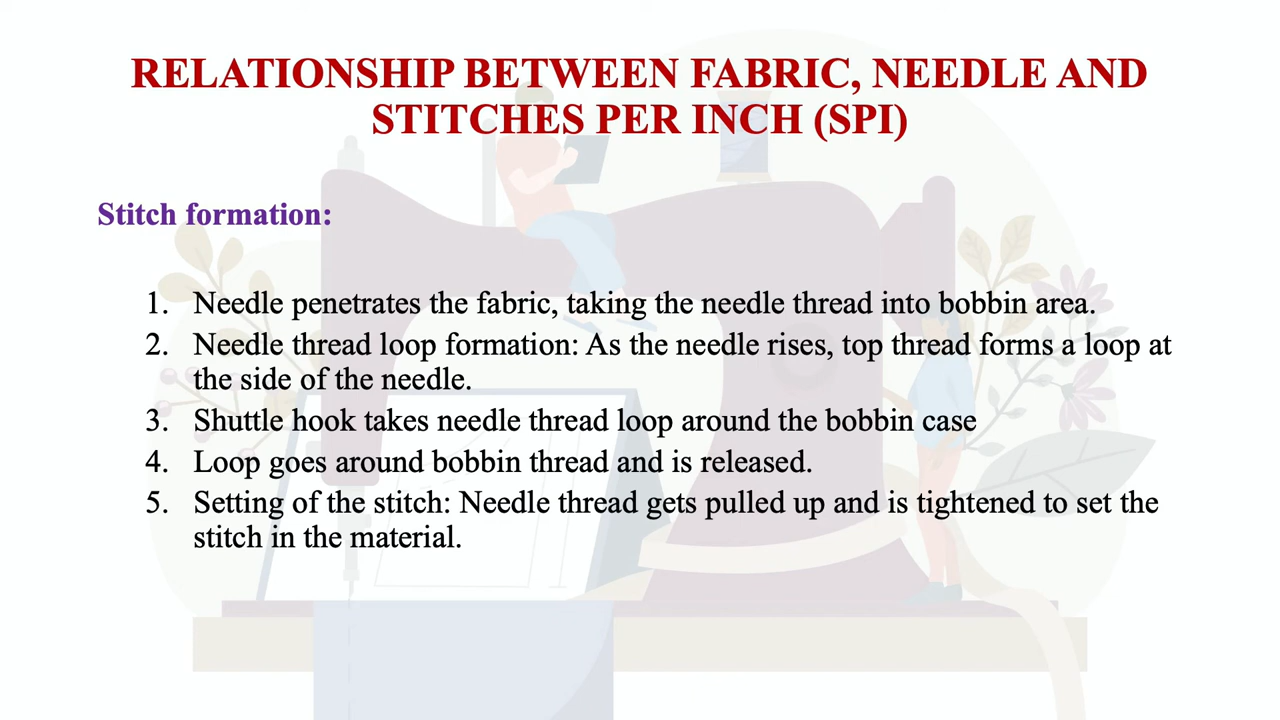 RELATIONSHIP BETWEEN FABRIC, NEEDLE AND
STITCHES PER INCH (SPI)
Stitch formation:
1. Needle penetrates the fabric, taking the needle thread into bobbin area.
2. Needle thread loop formation: As the needle rises, top thread forms a loop at
the side of the needle.
3. Shuttle hook takes needle thread loop around the bobbin case
4. Loop goes around bobbin thread and is released.
5. Setting of the stitch: Needle thread gets pulled up and is tightened to set the
stitch in the material.